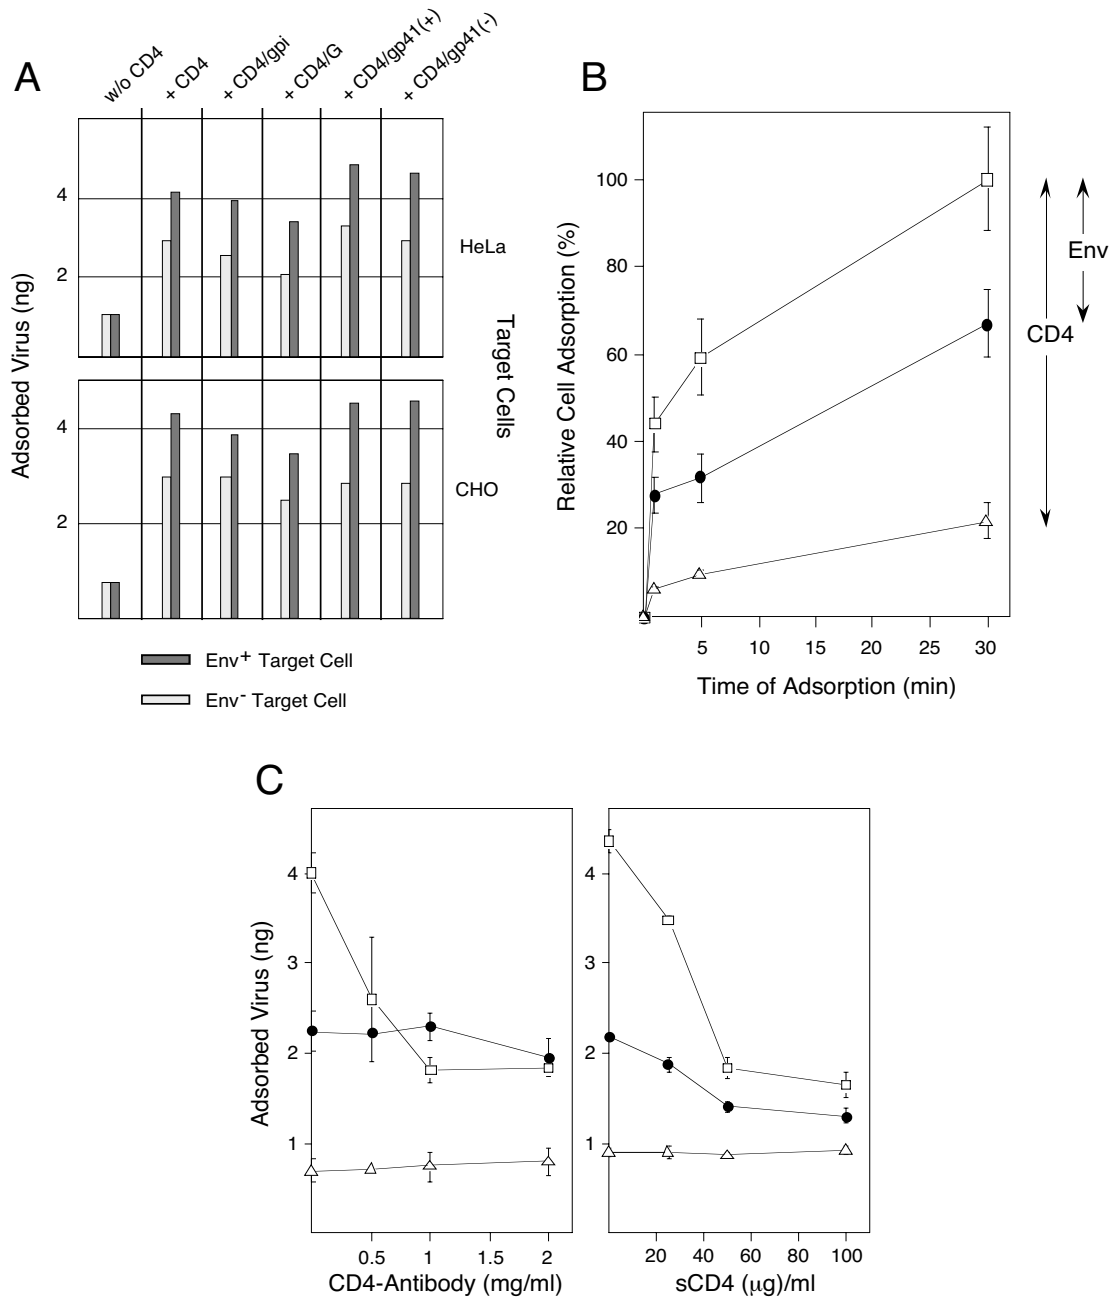 A
w/o CD4
+ CD4
+ CD4/gpi
+ CD4/G
+ CD4/gp41(+)
+ CD4/gp41(-)
Adsorbed Virus (ng)
4
2
HeLa
4
2
CHO
Target Cells
Env+ Target Cell
Env- Target Cell
B
Relative Cell Adsorption (%)
100
80
60
40
20
5 10 15 20 25 30
Time of Adsorption (min)
Env
CD4
C
Adsorbed Virus (ng)
4
3
2
1
0.5 1 1.5 2
CD4-Antibody (mg/ml)
4
3
2
1
20 40 60 80 100
sCD4 (μg)/ml